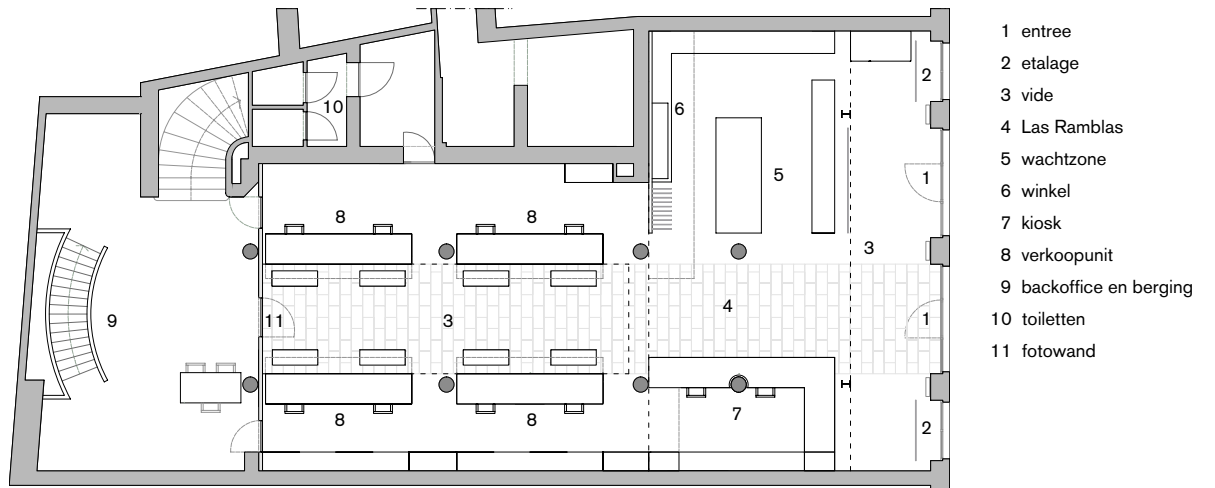 1 entree
2 etalage
3 vide
4 Las Ramblas
5 wachtzone
6 winkel
7 kiosk
8 verkoopunit
9 backoffice en berging
10 toiletten
11 fotowand
2
10
6
5
1
8 8
3
4
9
11
3
1
8 8
7
2